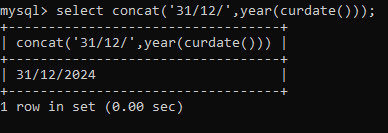 mysql> select concat('31/12/',year(curdate()));
+----------------------------------+
| concat('31/12/',year(curdate())) |
+----------------------------------+
| 31/12/2024                       |
+----------------------------------+
1 row in set (0.00 sec)